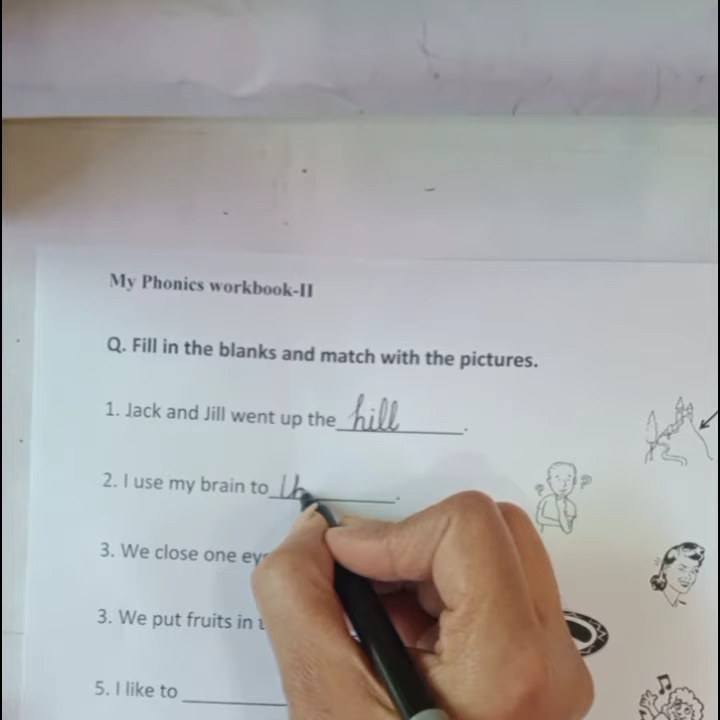 My Phonics workbook-II
Q. Fill in the blanks and match with the pictures.
1. Jack and Jill went up the hill.
2. I use my brain to th
3. We close one eye
3. We put fruits in
5. I like to